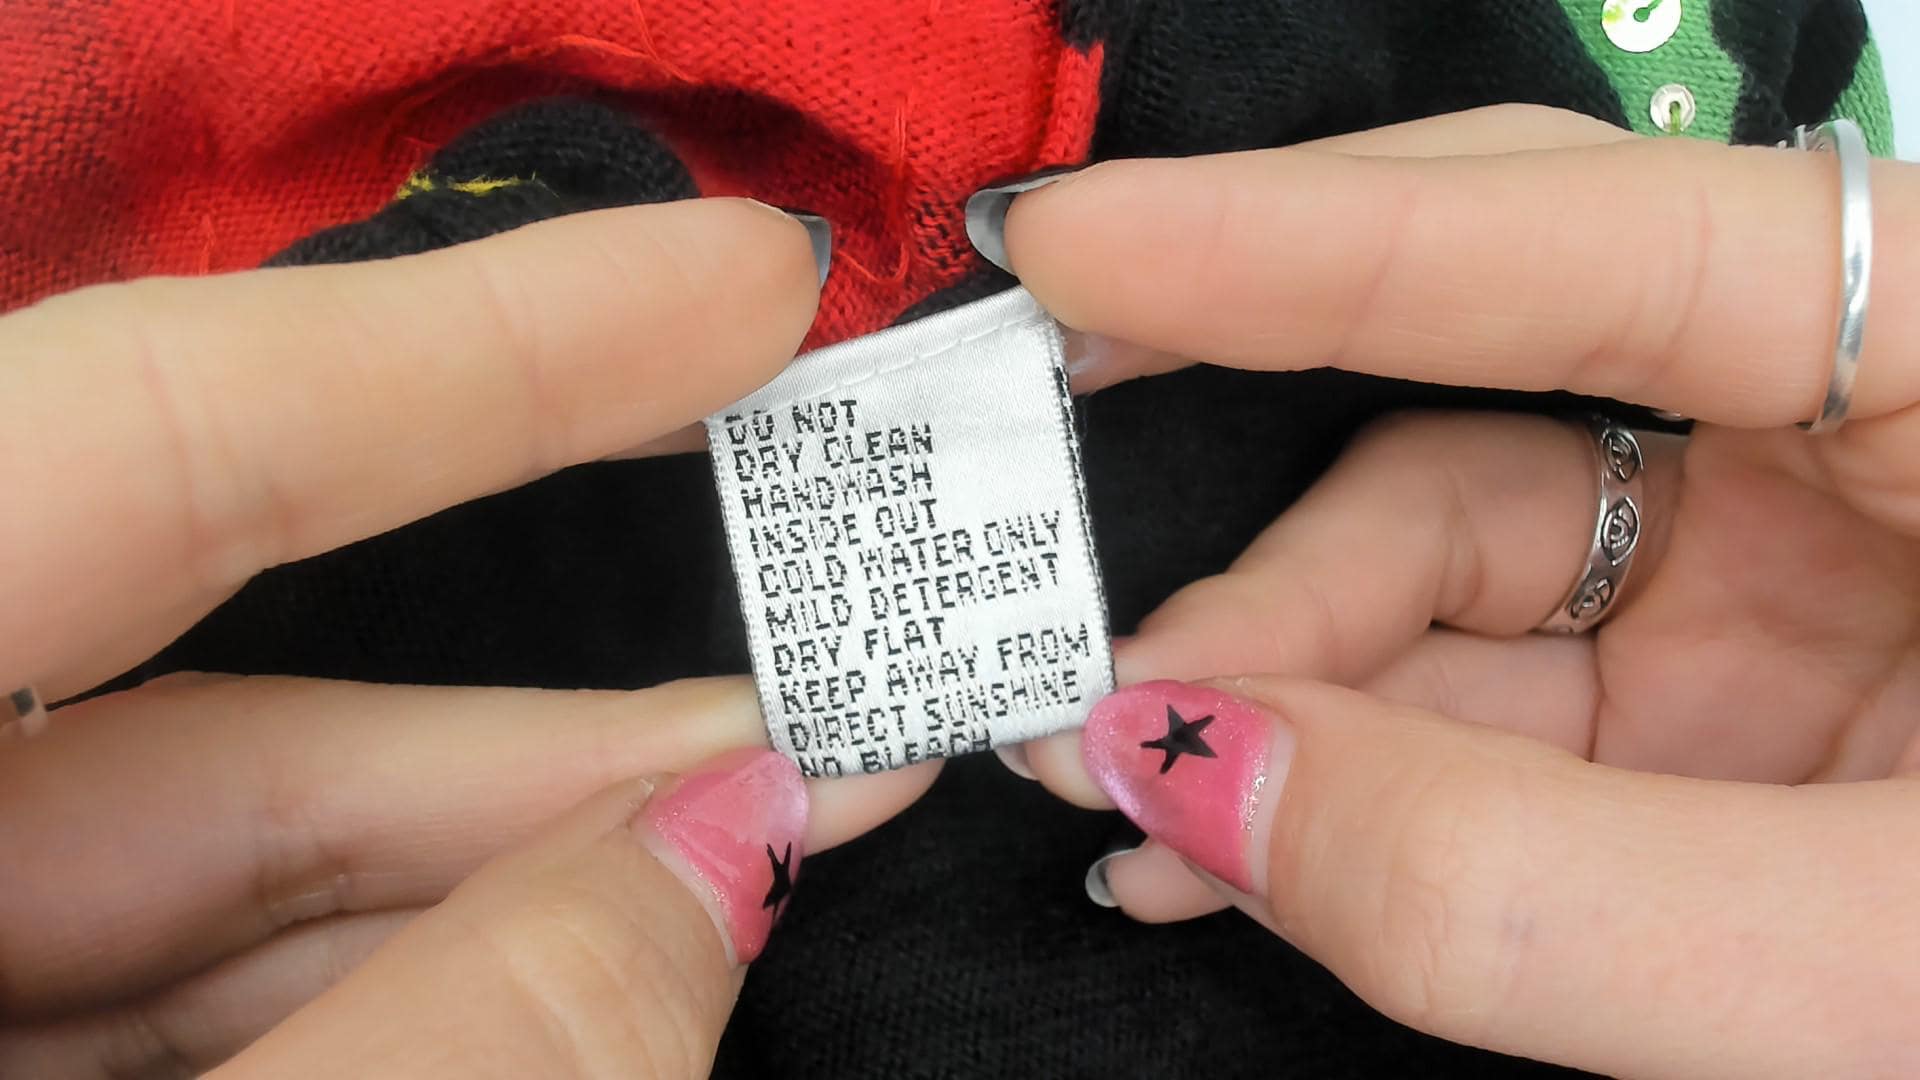 DO NOT
DRY CLEAN
HANDWASH
INSIDE OUT
COLD WATER ONLY
MILD DETERGENT
DRY FLAT
KEEP AWAY FROM
DIRECT SUNSHINE
NO BLEACH